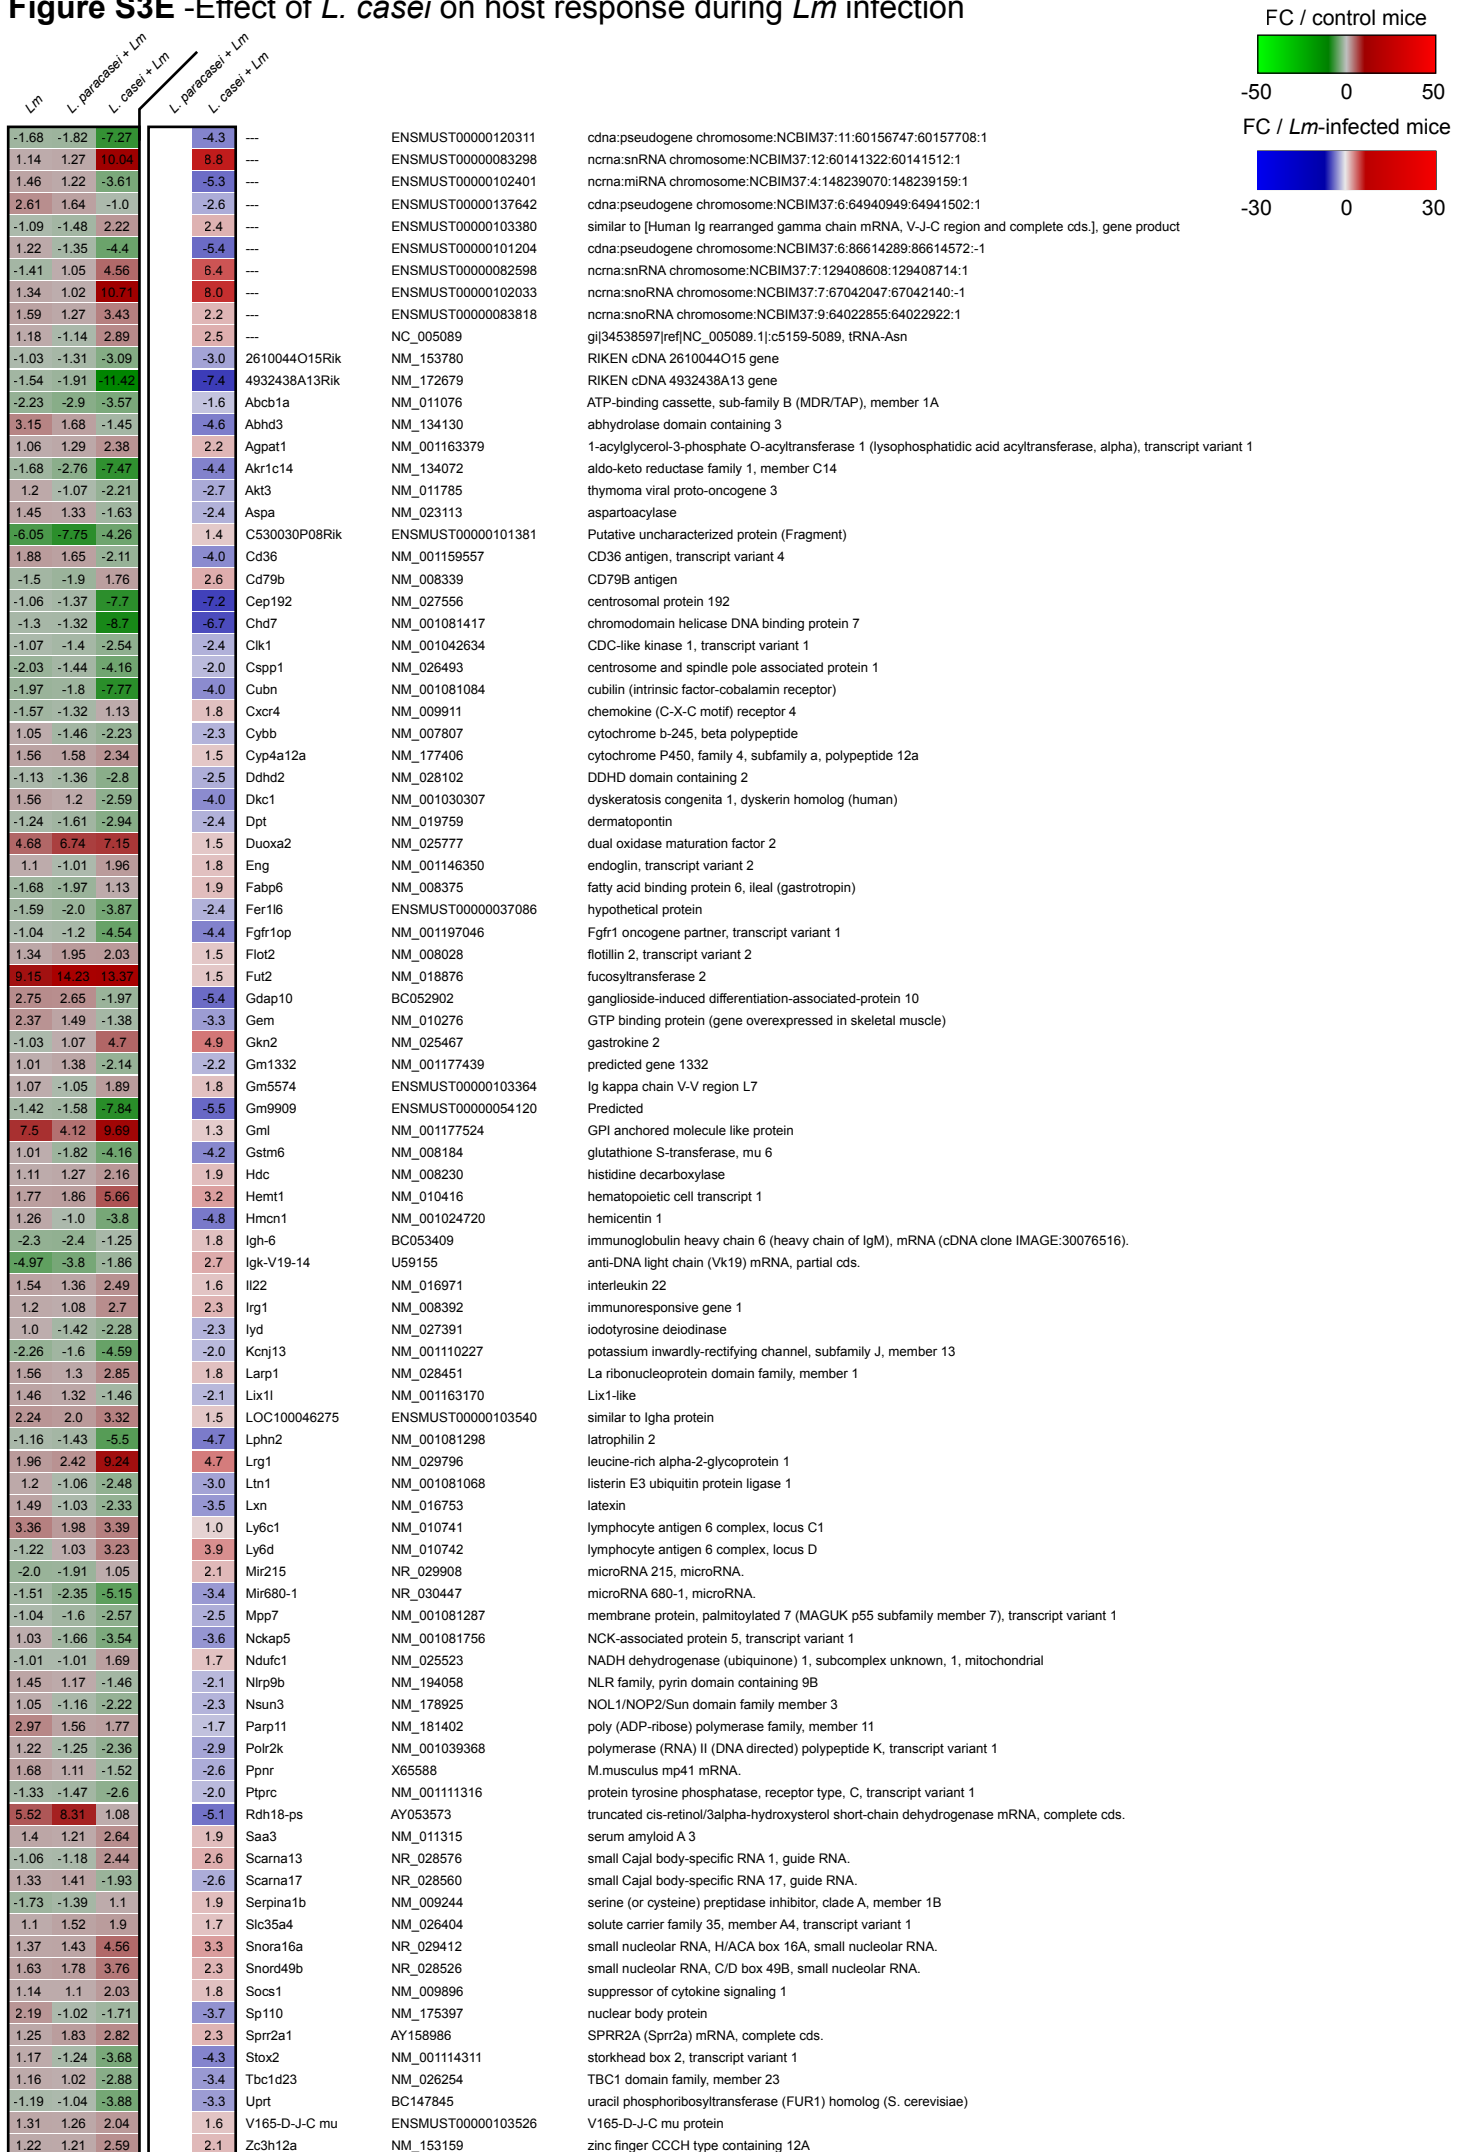 Figure S3E -Effect of L. casei on host response during Lm infection
FC / control mice
-50 0 50
FC / Lm-infected mice
-30 0 30
Lm L. paracasei + Lm L. casei + Lm L. paracasei + Lm L. casei + Lm
-1.68 -1.82 -7.27 -4.3 --- ENSMUST00000120311 cdna:pseudogene chromosome:NCBIM37:11:60156747:60157708:1
1.14 1.27 10.04 8.8 --- ENSMUST00000083298 ncrna:snRNA chromosome:NCBIM37:12:60141322:60141512:1
1.46 1.22 -3.61 -5.3 --- ENSMUST00000102401 ncrna:miRNA chromosome:NCBIM37:4:148239070:148239159:1
2.61 1.64 -1.0 -2.6 --- ENSMUST00000137642 cdna:pseudogene chromosome:NCBIM37:6:64940949:64941502:1
-1.09 -1.48 2.22 2.4 --- ENSMUST00000103380 similar to [Human Ig rearranged gamma chain mRNA, V-J-C region and complete cds.], gene product
1.22 -1.35 -4.4 -5.4 --- ENSMUST00000101204 cdna:pseudogene chromosome:NCBIM37:6:86614289:86614572:-1
-1.41 1.05 4.56 6.4 --- ENSMUST00000082598 ncrna:snRNA chromosome:NCBIM37:7:129408608:129408714:1
1.34 1.02 10.71 8.0 --- ENSMUST00000102033 ncrna:snoRNA chromosome:NCBIM37:7:67042047:67042140:-1
1.59 1.27 3.43 2.2 --- ENSMUST00000083818 ncrna:snoRNA chromosome:NCBIM37:9:64022855:64022922:1
1.18 -1.14 2.89 2.5 --- NC_005089 gi|34538597|ref|NC_005089.1|:c5159-5089, tRNA-Asn
-1.03 -1.31 -3.09 -3.0 2610044O15Rik NM_153780 RIKEN cDNA 2610044O15 gene
-1.54 -1.91 -11.42 -7.4 4932438A13Rik NM_172679 RIKEN cDNA 4932438A13 gene
-2.23 -2.9 -3.57 -1.6 Abcb1a NM_011076 ATP-binding cassette, sub-family B (MDR/TAP), member 1A
3.15 1.68 -1.45 -4.6 Abhd3 NM_134130 abhydrolase domain containing 3
1.06 1.29 2.38 2.2 Agpat1 NM_001163379 1-acylglycerol-3-phosphate O-acyltransferase 1 (lysophosphatidic acid acyltransferase, alpha), transcript variant 1
-1.68 -2.76 -7.47 -4.4 Akr1c14 NM_134072 aldo-keto reductase family 1, member C14
1.2 -1.07 -2.21 -2.7 Akt3 NM_011785 thymoma viral proto-oncogene 3
1.45 1.33 -1.63 -2.4 Aspa NM_023113 aspartoacylase
-6.05 -7.75 -4.26 1.4 C530030P08Rik ENSMUST00000101381 Putative uncharacterized protein (Fragment)
1.88 1.65 -2.11 -4.0 Cd36 NM_001159557 CD36 antigen, transcript variant 4
-1.5 -1.9 1.76 2.6 Cd79b NM_008339 CD79B antigen
-1.06 -1.37 -7.7 -7.2 Cep192 NM_027556 centrosomal protein 192
-1.3 -1.32 -8.7 -6.7 Chd7 NM_001081417 chromodomain helicase DNA binding protein 7
-1.07 -1.4 -2.54 -2.4 Clk1 NM_001042634 CDC-like kinase 1, transcript variant 1
-2.03 -1.44 -4.16 -2.0 Cspp1 NM_026493 centrosome and spindle pole associated protein 1
-1.97 -1.8 -7.77 -4.0 Cubn NM_001081084 cubilin (intrinsic factor-cobalamin receptor)
-1.57 -1.32 1.13 1.8 Cxcr4 NM_009911 chemokine (C-X-C motif) receptor 4
1.05 -1.46 -2.23 -2.3 Cybb NM_007807 cytochrome b-245, beta polypeptide
1.56 1.58 2.34 1.5 Cyp4a12a NM_177406 cytochrome P450, family 4, subfamily a, polypeptide 12a
-1.13 -1.36 -2.8 -2.5 Ddhd2 NM_028102 DDHD domain containing 2
1.56 1.2 -2.59 -4.0 Dkc1 NM_001030307 dyskeratosis congenita 1, dyskerin homolog (human)
-1.24 -1.61 -2.94 -2.4 Dpt NM_019759 dermatopontin
4.68 6.74 7.15 1.5 Duoxa2 NM_025777 dual oxidase maturation factor 2
1.1 -1.01 1.96 1.8 Eng NM_001146350 endoglin, transcript variant 2
-1.68 -1.97 1.13 1.9 Fabp6 NM_008375 fatty acid binding protein 6, ileal (gastrotropin)
-1.59 -2.0 -3.87 -2.4 Fer1l6 ENSMUST00000037086 hypothetical protein
-1.04 -1.2 -4.54 -4.4 Fgfr1op NM_001197046 Fgfr1 oncogene partner, transcript variant 1
1.34 1.95 2.03 1.5 Flot2 NM_008028 flotillin 2, transcript variant 2
9.15 14.23 13.37 1.5 Fut2 NM_018876 fucosyltransferase 2
2.75 2.65 -1.97 -5.4 Gdap10 BC052902 ganglioside-induced differentiation-associated-protein 10
2.37 1.49 -1.38 -3.3 Gem NM_010276 GTP binding protein (gene overexpressed in skeletal muscle)
-1.03 1.07 4.7 4.9 Gkn2 NM_025467 gastrokine 2
1.01 1.38 -2.14 -2.2 Gm1332 NM_001177439 predicted gene 1332
1.07 -1.05 1.89 1.8 Gm5574 ENSMUST00000103364 Ig kappa chain V-V region L7
-1.42 -1.58 -7.84 -5.5 Gm9909 ENSMUST00000054120 Predicted
7.5 4.12 9.69 1.3 Gml NM_001177524 GPI anchored molecule like protein
1.01 -1.82 -4.16 -4.2 Gstm6 NM_008184 glutathione S-transferase, mu 6
1.11 1.27 2.16 1.9 Hdc NM_008230 histidine decarboxylase
1.77 1.86 5.66 3.2 Hemt1 NM_010416 hematopoietic cell transcript 1
1.26 -1.0 -3.8 -4.8 Hmcn1 NM_001024720 hemicentin 1
-2.3 -2.4 -1.25 1.8 Igh-6 BC053409 immunoglobulin heavy chain 6 (heavy chain of IgM), mRNA (cDNA clone IMAGE:30076516).
-4.97 -3.8 -1.86 2.7 Igk-V19-14 U59155 anti-DNA light chain (Vk19) mRNA, partial cds.
1.54 1.36 2.49 1.6 Il22 NM_016971 interleukin 22
1.2 1.08 2.7 2.3 Irg1 NM_008392 immunoresponsive gene 1
1.0 -1.42 -2.28 -2.3 Iyd NM_027391 iodotyrosine deiodinase
-2.26 -1.6 -4.59 -2.0 Kcnj13 NM_001110227 potassium inwardly-rectifying channel, subfamily J, member 13
1.56 1.3 2.85 1.8 Larp1 NM_028451 La ribonucleoprotein domain family, member 1
1.46 1.32 -1.46 -2.1 Lix1l NM_001163170 Lix1-like
2.24 2.0 3.32 1.5 LOC100046275 ENSMUST00000103540 similar to Igha protein
-1.16 -1.43 -5.5 -4.7 Lphn2 NM_001081298 latrophilin 2
1.96 2.42 9.24 4.7 Lrg1 NM_029796 leucine-rich alpha-2-glycoprotein 1
1.2 -1.06 -2.48 -3.0 Ltn1 NM_001081068 listerin E3 ubiquitin protein ligase 1
1.49 -1.03 -2.33 -3.5 Lxn NM_016753 latexin
3.36 1.98 3.39 1.0 Ly6c1 NM_010741 lymphocyte antigen 6 complex, locus C1
-1.22 1.03 3.23 3.9 Ly6d NM_010742 lymphocyte antigen 6 complex, locus D
-2.0 -1.91 1.05 2.1 Mir215 NR_029908 microRNA 215, microRNA.
-1.51 -2.35 -5.15 -3.4 Mir680-1 NR_030447 microRNA 680-1, microRNA.
-1.04 -1.6 -2.57 -2.5 Mpp7 NM_001081287 membrane protein, palmitoylated 7 (MAGUK p55 subfamily member 7), transcript variant 1
1.03 -1.66 -3.54 -3.6 Nckap5 NM_001081756 NCK-associated protein 5, transcript variant 1
-1.01 -1.01 1.69 1.7 Ndufc1 NM_025523 NADH dehydrogenase (ubiquinone) 1, subcomplex unknown, 1, mitochondrial
1.45 1.17 -1.46 -2.1 Nlrp9b NM_194058 NLR family, pyrin domain containing 9B
1.05 -1.16 -2.22 -2.3 Nsun3 NM_178925 NOL1/NOP2/Sun domain family member 3
2.97 1.56 1.77 -1.7 Parp11 NM_181402 poly (ADP-ribose) polymerase family, member 11
1.22 -1.25 -2.36 -2.9 Polr2k NM_001039368 polymerase (RNA) II (DNA directed) polypeptide K, transcript variant 1
1.68 1.11 -1.52 -2.6 Ppnr X65588 M.musculus mp41 mRNA.
-1.33 -1.47 -2.6 -2.0 Ptprc NM_001111316 protein tyrosine phosphatase, receptor type, C, transcript variant 1
5.52 8.31 1.08 -5.1 Rdh18-ps AY053573 truncated cis-retinol/3alpha-hydroxysterol short-chain dehydrogenase mRNA, complete cds.
1.4 1.21 2.64 1.9 Saa3 NM_011315 serum amyloid A 3
-1.06 -1.18 2.44 2.6 Scarna13 NR_028576 small Cajal body-specific RNA 1, guide RNA.
1.33 1.41 -1.93 -2.6 Scarna17 NR_028560 small Cajal body-specific RNA 17, guide RNA.
-1.73 -1.39 1.1 1.9 Serpina1b NM_009244 serine (or cysteine) preptidase inhibitor, clade A, member 1B
1.1 1.52 1.9 1.7 Slc35a4 NM_026404 solute carrier family 35, member A4, transcript variant 1
1.37 1.43 4.56 3.3 Snora16a NR_029412 small nucleolar RNA, H/ACA box 16A, small nucleolar RNA.
1.63 1.78 3.76 2.3 Snord49b NR_028526 small nucleolar RNA, C/D box 49B, small nucleolar RNA.
1.14 1.1 2.03 1.8 Socs1 NM_009896 suppressor of cytokine signaling 1
2.19 -1.02 -1.71 -3.7 Sp110 NM_175397 nuclear body protein
1.25 1.83 2.82 2.3 Sprr2a1 AY158986 SPRR2A (Sprr2a) mRNA, complete cds.
1.17 -1.24 -3.68 -4.3 Stox2 NM_001114311 storkhead box 2, transcript variant 1
1.16 1.02 -2.88 -3.4 Tbc1d23 NM_026254 TBC1 domain family, member 23
-1.19 -1.04 -3.88 -3.3 Uprt BC147845 uracil phosphoribosyltransferase (FUR1) homolog (S. cerevisiae)
1.31 1.26 2.04 1.6 V165-D-J-C mu ENSMUST00000103526 V165-D-J-C mu protein
1.22 1.21 2.59 2.1 Zc3h12a NM_153159 zinc finger CCCH type containing 12A